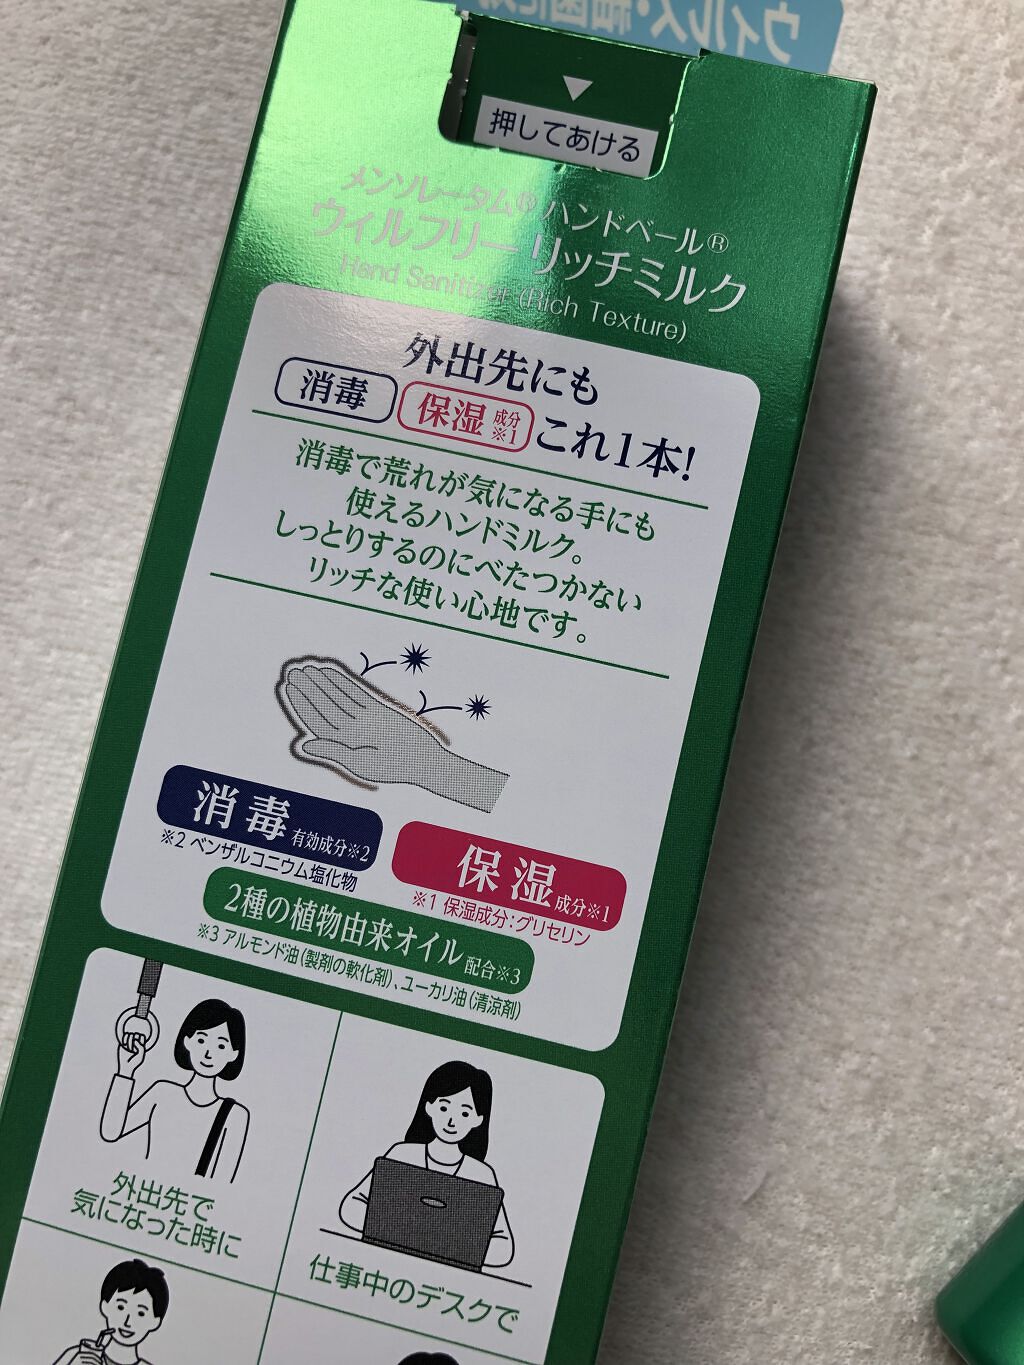 押してあける
メンソレータム® ハンドベール®
ウィルフリー リッチミルク
Hand Sanitizer (Rich Texture)
外出先にも
消毒 保湿 成分※1 これ1本!
消毒で荒れが気になる手にも
使えるハンドミルク。
しっとりするのにべたつかない
リッチな使い心地です。
消毒 有効成分※2
※2 ベンザルコニウム塩化物
保湿 成分※1
※1 保湿成分:グリセリン
2種の植物由来オイル 配合※3
※3 アルモンド油(製剤の軟化剤)、ユーカリ油(清涼剤)
外出先で
気になった時に
仕事中のデスクで